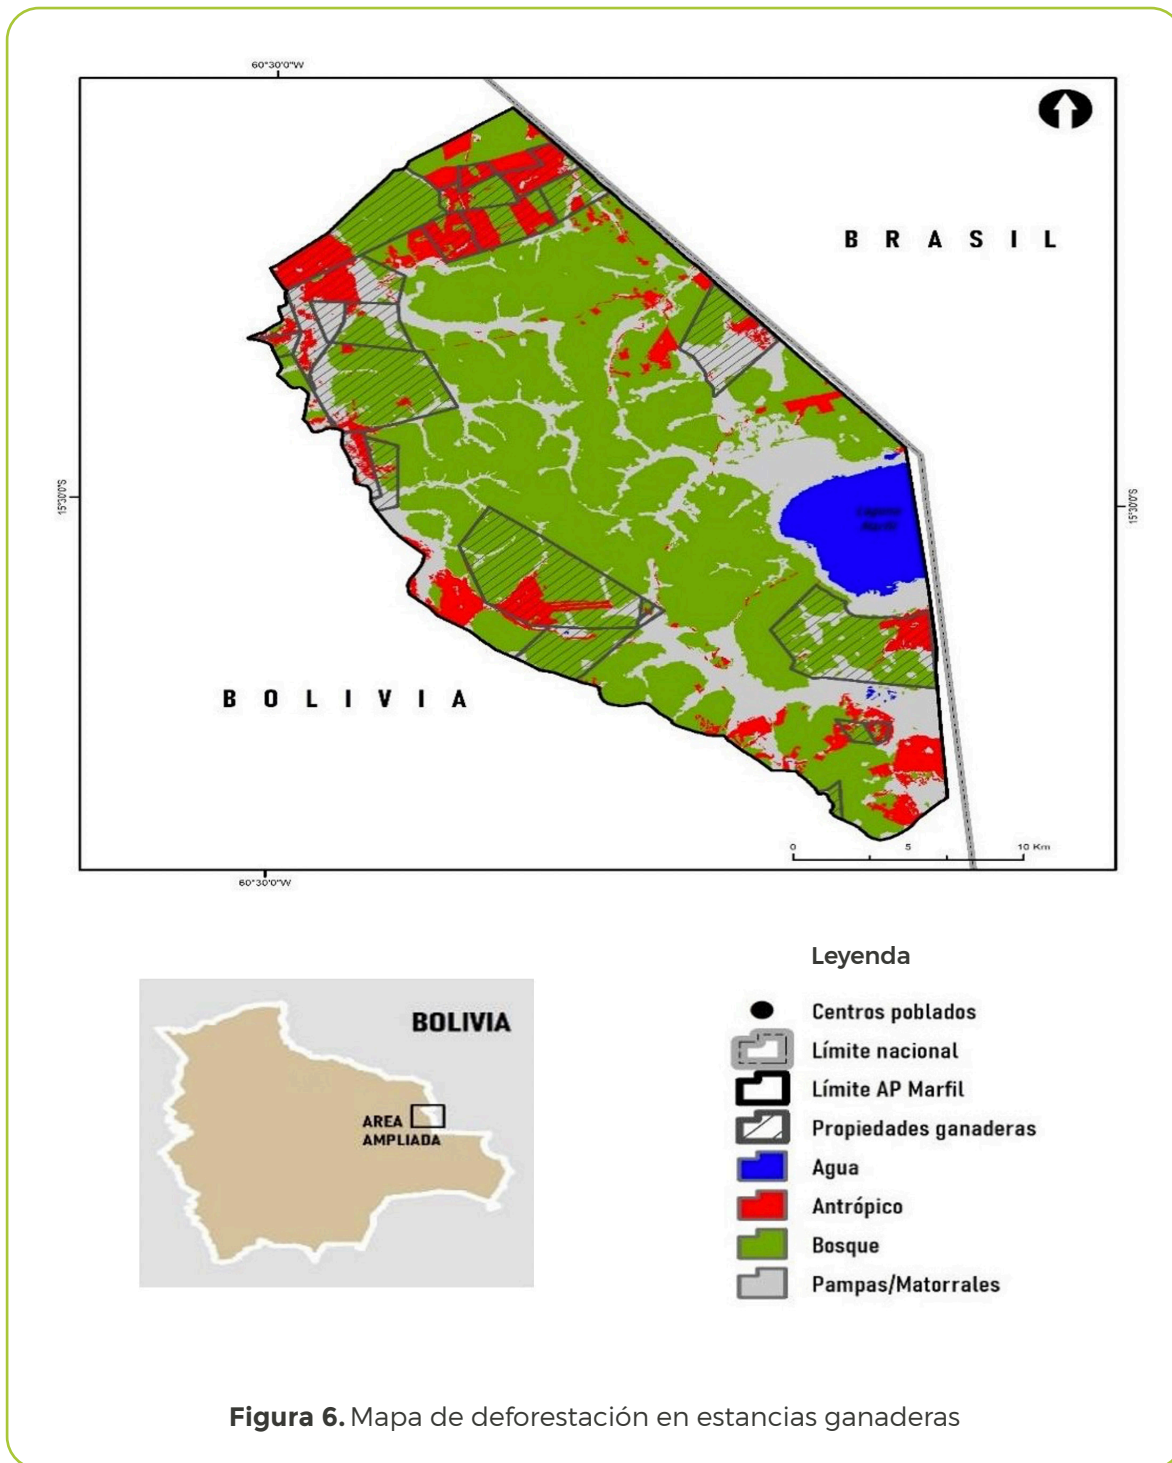 60°30'0"W
BRASIL
15°30'0"S
15°30'0"S
Laguna
Marfil
BOLIVIA
0 5 10 Km
60°30'0"W
BOLIVIA
AREA
AMPLIADA
Leyenda
Centros poblados
Límite nacional
Límite AP Marfil
Propiedades ganaderas
Agua
Antrópico
Bosque
Pampas/Matorrales
Figura 6. Mapa de deforestación en estancias ganaderas